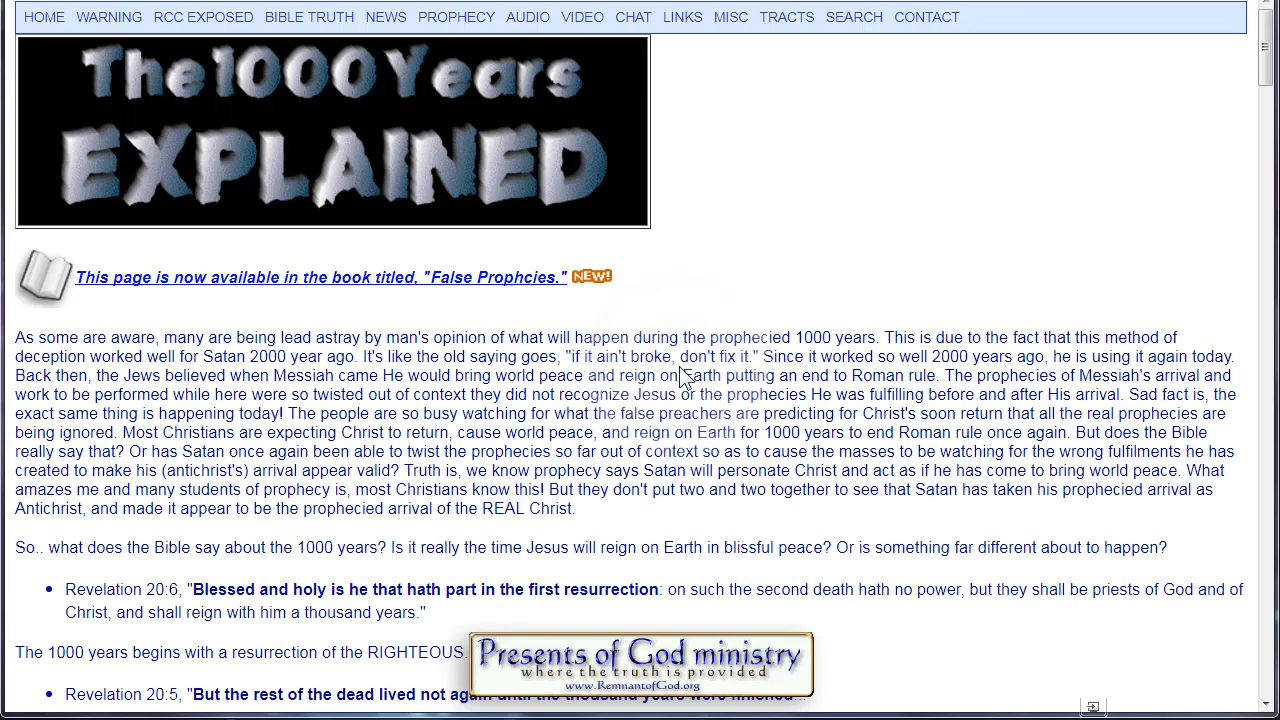 HOME WARNING RCC EXPOSED BIBLE TRUTH NEWS PROPHECY AUDIO VIDEO CHAT LINKS MISC TRACTS SEARCH CONTACT
The 1000 Years
EXPLAINED
This page is now available in the book titled, "False Prophcies." NEW!
As some are aware, many are being lead astray by man's opinion of what will happen during the prophecied 1000 years. This is due to the fact that this method of
deception worked well for Satan 2000 year ago. It's like the old saying goes, "if it ain't broke, don't fix it." Since it worked so well 2000 years ago, he is using it again today.
Back then, the Jews believed when Messiah came He would bring world peace and reign on Earth putting an end to Roman rule. The prophecies of Messiah's arrival and
work to be performed while here were so twisted out of context they did not recognize Jesus or the prophecies He was fulfilling before and after His arrival. Sad fact is, the
exact same thing is happening today! The people are so busy watching for what the false preachers are predicting for Christ's soon return that all the real prophecies are
being ignored. Most Christians are expecting Christ to return, cause world peace, and reign on Earth for 1000 years to end Roman rule once again. But does the Bible
really say that? Or has Satan once again been able to twist the prophecies so far out of context so as to cause the masses to be watching for the wrong fulfilments he has
created to make his (antichrist's) arrival appear valid? Truth is, we know prophecy says Satan will personate Christ and act as if he has come to bring world peace. What
amazes me and many students of prophecy is, most Christians know this! But they don't put two and two together to see that Satan has taken his prophecied arrival as
Antichrist, and made it appear to be the prophecied arrival of the REAL Christ.
So.. what does the Bible say about the 1000 years? Is it really the time Jesus will reign on Earth in blissful peace? Or is something far different about to happen?
• Revelation 20:6, "Blessed and holy is he that hath part in the first resurrection: on such the second death hath no power, but they shall be priests of God and of
Christ, and shall reign with him a thousand years."
The 1000 years begins with a resurrection of the RIGHTEOUS.
Presents of God ministry
where the truth is provided
www.RemnantofGod.org
• Revelation 20:5, "But the rest of the dead lived not again until the thousand years were finished...